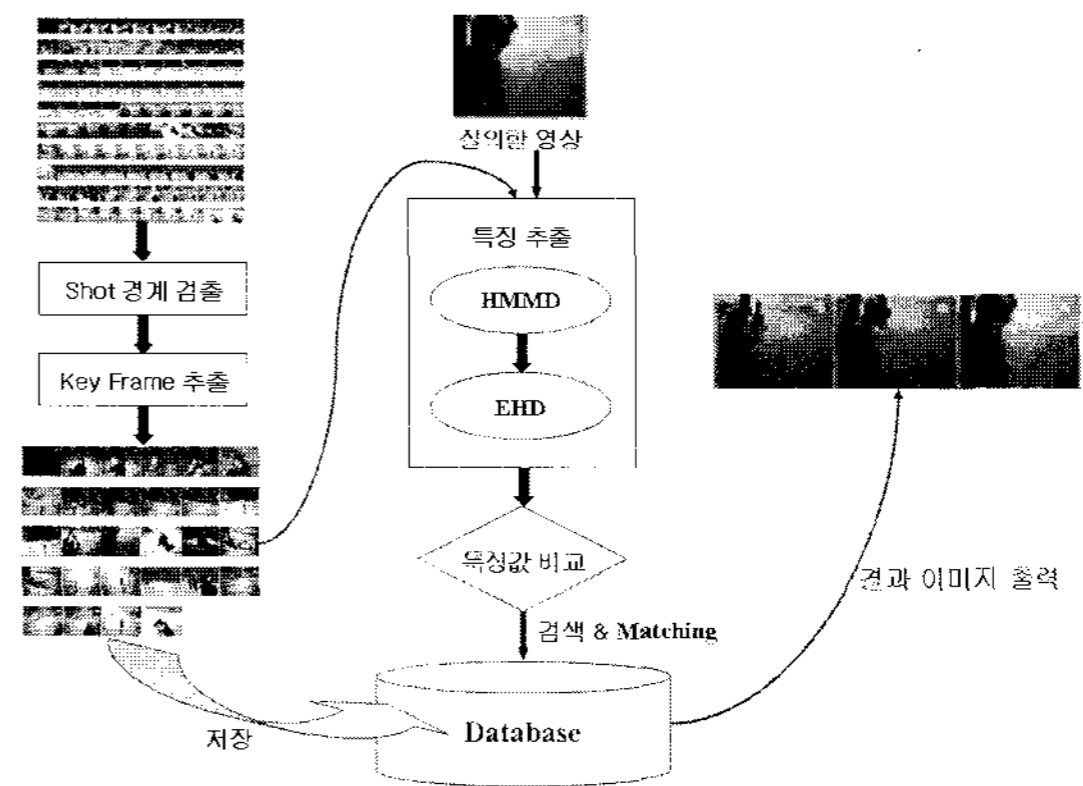 질의한 영상
특징 추출
HMMD
EHD
Shot 경계 검출
Key Frame 추출
특징값 비교
검색 & Matching
결과 이미지 출력
Database
저장